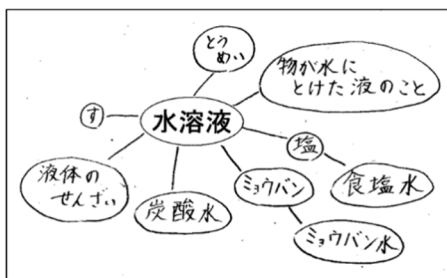 とう
めい
物が水に
とけた液のこと
す
水溶液
塩
液体の
せんざい
炭酸水
ミョウバン
食塩水
ミョウバン水